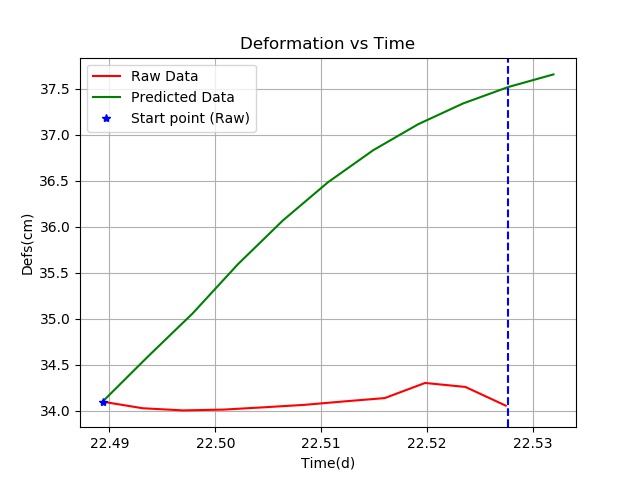 Deformation vs Time
Raw Data
Predicted Data
Start point (Raw)
37.5
37.0
36.5
36.0
35.5
35.0
34.5
34.0
Defs(cm)
22.49 22.50 22.51 22.52 22.53
Time(d)